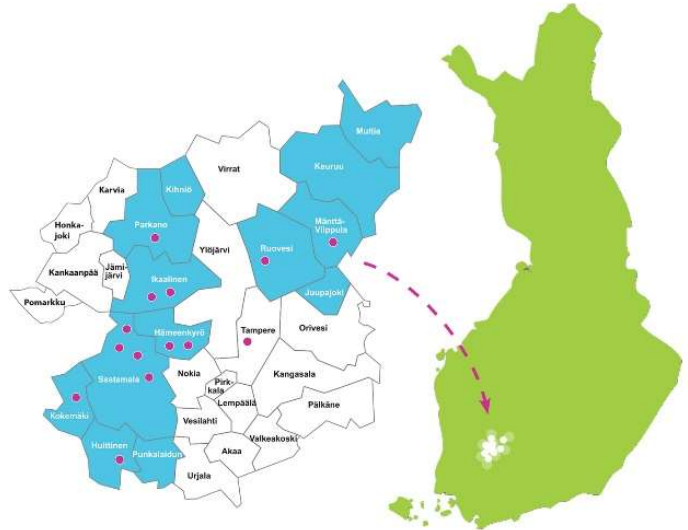 Multia
Keuruu
Virrat
Kihniö
Karvia
Mänttä-
Vilppula
Honka-
joki
Parkano
Ylöjärvi
Ruovesi
Jämi-
järvi
Kankaanpää
Ikaalinen
Juupajoki
Pomarkku
Hämeenkyrö
Tampere
Orivesi
Nokia
Kangasala
Sastamala
Pirk-
kala
Lempäälä
Pälkäne
Kokemäki
Vesilahti
Valkeakoski
Huittinen
Punkalaidun
Akaa
Urjala